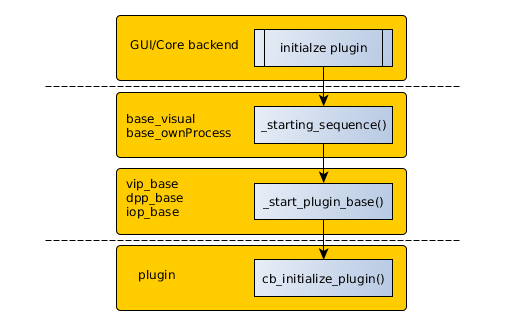 GUI/Core backend
initialze plugin
base_visual
base_ownProcess
_starting_sequence()
vip_base
dpp_base
iop_base
_start_plugin_base()
plugin
cb_initialize_plugin()